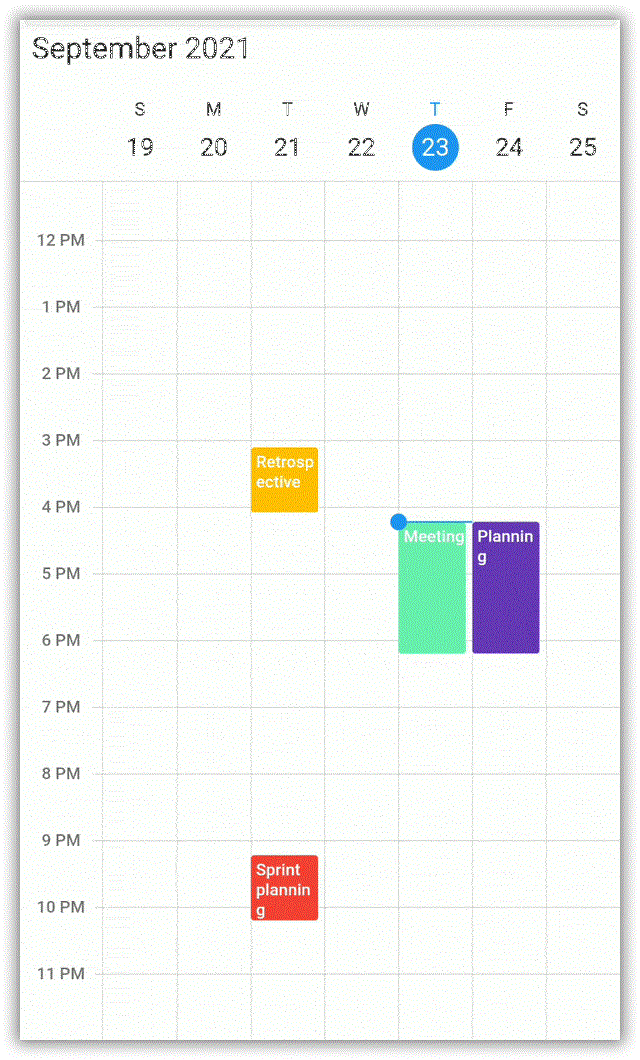 September 2021
S M T W T F S
19 20 21 22 23 24 25
12 PM
1 PM
2 PM
3 PM
Retrosp
ective
4 PM
Meeting
Plannin
g
5 PM
6 PM
7 PM
8 PM
9 PM
Sprint
plannin
g
10 PM
11 PM